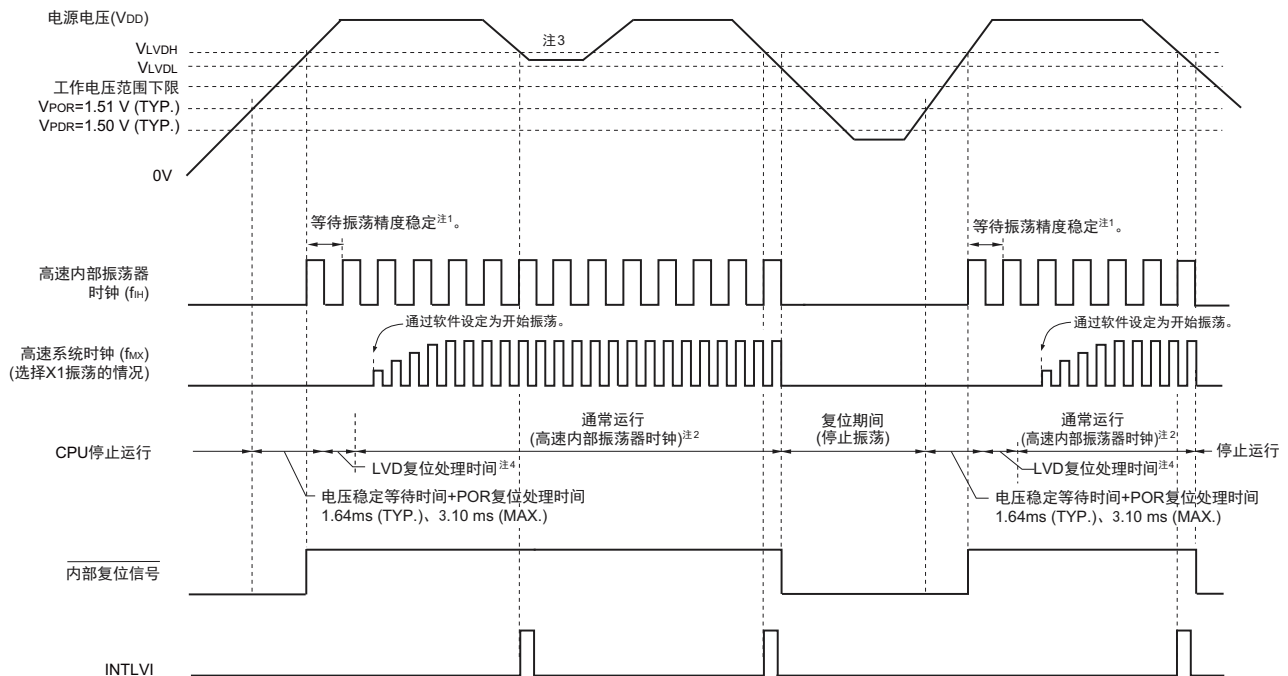 电源电压(VDD)
注3
VLVDH
VLVDL
工作电压范围下限
VPOR=1.51 V (TYP.)
VPDR=1.50 V (TYP.)
0V
等待振荡精度稳定注1。
等待振荡精度稳定注1。
高速内部振荡器
时钟 (fIH)
通过软件设定为开始振荡。
通过软件设定为开始振荡。
高速系统时钟 (fMX)
(选择X1振荡的情况)
通常运行
(高速内部振荡器时钟)注2
复位期间
(停止振荡)
通常运行
(高速内部振荡器时钟)注2
CPU停止运行
停止运行
LVD复位处理时间注4
LVD复位处理时间注4
电压稳定等待时间+POR复位处理时间
1.64ms (TYP.)、3.10 ms (MAX.)
电压稳定等待时间+POR复位处理时间
1.64ms (TYP.)、3.10 ms (MAX.)
内部复位信号
INTLVI